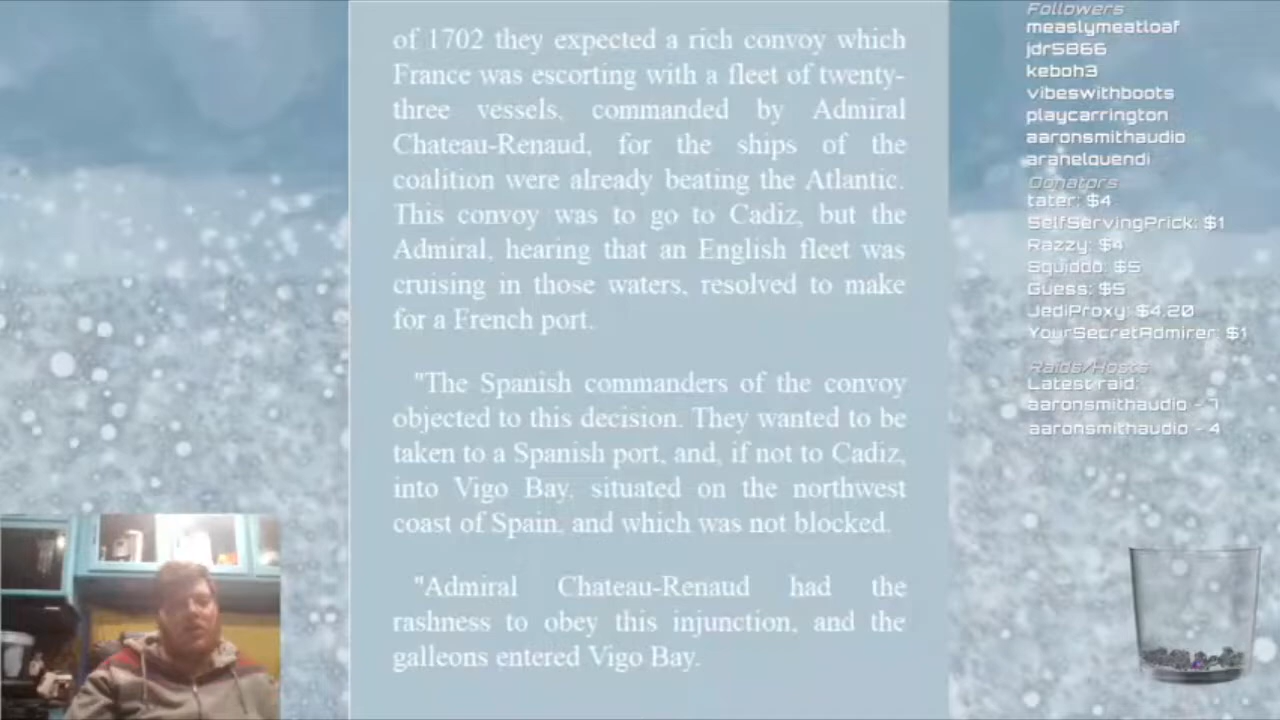 of 1702 they expected a rich convoy which
France was escorting with a fleet of twenty-
three vessels, commanded by Admiral
Chateau-Renaud, for the ships of the
coalition were already beating the Atlantic.
This convoy was to go to Cadiz, but the
Admiral, hearing that an English fleet was
cruising in those waters, resolved to make
for a French port.
"The Spanish commanders of the convoy
objected to this decision. They wanted to be
taken to a Spanish port, and, if not to Cadiz,
into Vigo Bay, situated on the northwest
coast of Spain, and which was not blocked.
"Admiral Chateau-Renaud had the
rashness to obey this injunction, and the
galleons entered Vigo Bay.
Followers
measlymeatloaf
jdr5866
keboh3
vibeswithboots
playcarrington
aaronsmithaudio
aranelquendi
Donators
tater: $4
SelfServingPrick: $1
Razzy: $4
Squiddo: $5
Guess: $5
JediProxy: $4.20
YourSecretAdmirer: $1
Raids/Hosts
Latest raid:
aaronsmithaudio - 7
aaronsmithaudio - 4